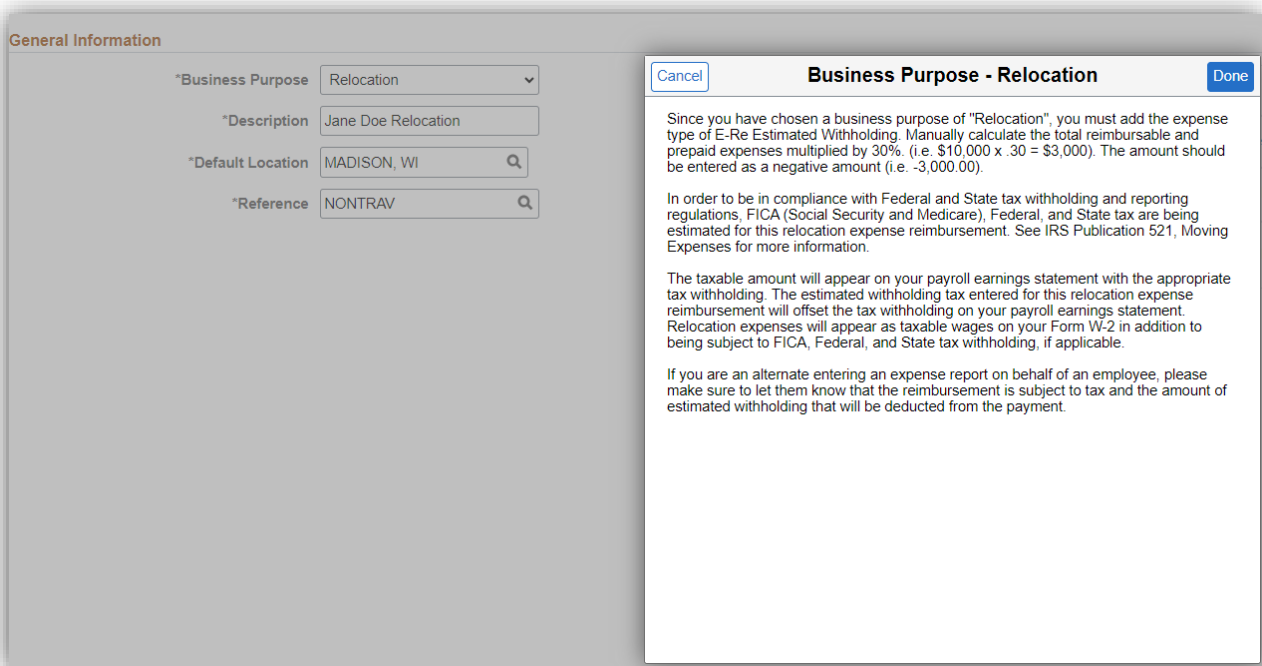 General Information
*Business Purpose Relocation
*Description Jane Doe Relocation
*Default Location MADISON, WI
*Reference NONTRAV
Cancel Business Purpose - Relocation Done
Since you have chosen a business purpose of "Relocation", you must add the expense
type of E-Re Estimated Withholding. Manually calculate the total reimbursable and
prepaid expenses multiplied by 30%. (i.e. $10,000 x .30 = $3,000). The amount should
be entered as a negative amount (i.e. -3,000.00).
In order to be in compliance with Federal and State tax withholding and reporting
regulations, FICA (Social Security and Medicare), Federal, and State tax are being
estimated for this relocation expense reimbursement. See IRS Publication 521, Moving
Expenses for more information.
The taxable amount will appear on your payroll earnings statement with the appropriate
tax withholding. The estimated withholding tax entered for this relocation expense
reimbursement will offset the tax withholding on your payroll earnings statement.
Relocation expenses will appear as taxable wages on your Form W-2 in addition to
being subject to FICA, Federal, and State tax withholding, if applicable.
If you are an alternate entering an expense report on behalf of an employee, please
make sure to let them know that the reimbursement is subject to tax and the amount of
estimated withholding that will be deducted from the payment.